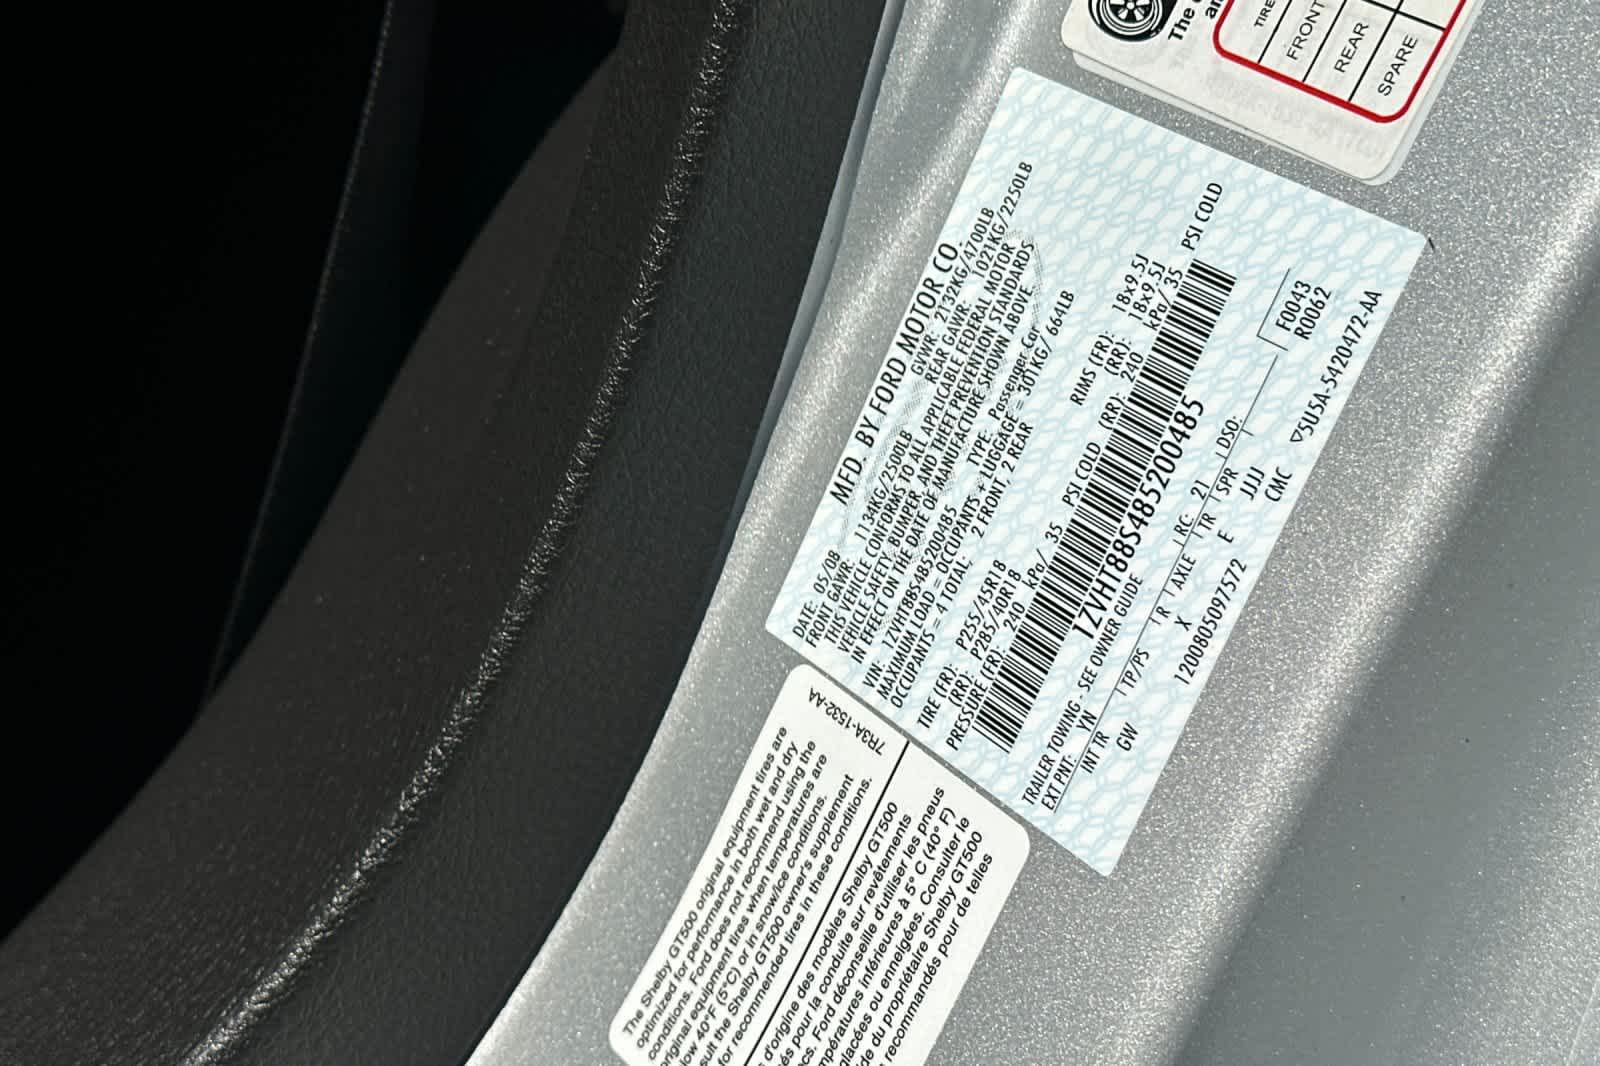 The
an
TIRE
FRONT
REAR
SPARE
MFD. BY FORD MOTOR CO.
DATE: 05/08 GVWR: 2132KG/4700LB
FRONT GAWR: 1134KG/2500LB REAR GAWR: 1021KG/2250LB
THIS VEHICLE CONFORMS TO ALL APPLICABLE FEDERAL MOTOR
VEHICLE SAFETY, BUMPER, AND THEFT PREVENTION STANDARDS
IN EFFECT ON THE DATE OF MANUFACTURE SHOWN ABOVE.
VIN: 1ZVHT88S485200485 TYPE: Passenger Car
MAXIMUM LOAD = OCCUPANTS + LUGGAGE = 301KG/ 664LB
OCCUPANTS = 4 TOTAL; 2 FRONT, 2 REAR
TIRE (FR): P255/45R18 RIMS (FR): 18x9.5J
(RR): P285/40R18 (RR): 18x9.5J
PRESSURE (FR): 240 kPa/ 35 PSI COLD (RR): 240 kPa/ 35 PSI COLD
1ZVHT88S485200485
TRAILER TOWING - SEE OWNER GUIDE
EXT PNT: YN RC: 21 DSO: F0043
INT TR TP/PS R AXLE TR SPR R0062
GW X E JJJJ
1200805097572 CMC
▽5U5A-5420472-AA
7R3A-1532-AA
The Shelby GT500 original equipment tires are
optimized for performance in both wet and dry
conditions. Ford does not recommend using the
original equipment tires when temperatures are
low 40°F (5°C) or in snow/ice conditions.
sult the Shelby GT500 owner's supplement
for recommended tires in these conditions.
d'origine des modèles Shelby GT500
és pour la conduite sur revêtements
ecs. Ford déconseille d'utiliser les pneus
mpératures inférieures à 5° C (40° F)
glacées ou enneigées. Consulter le
de du propriétaire Shelby GT500
recommandés pour de telles